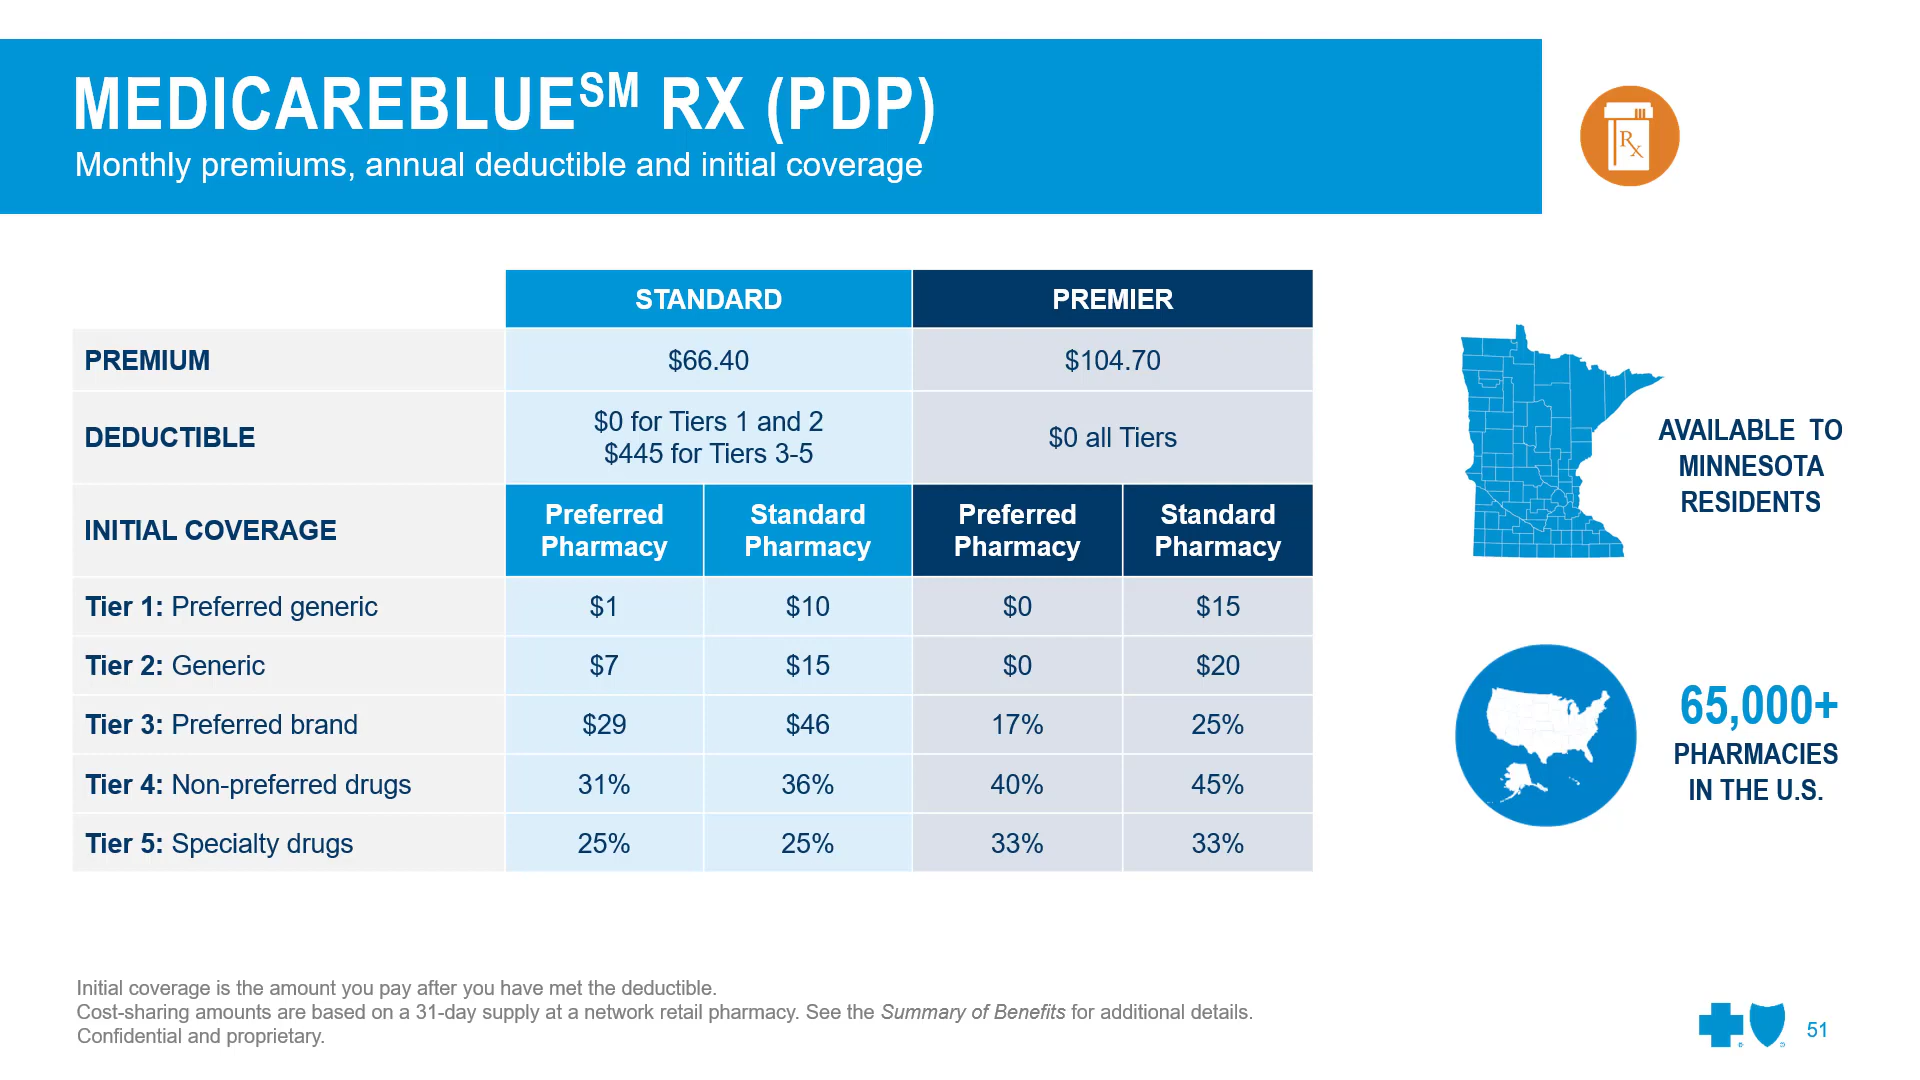 MEDICAREBLUESM RX (PDP)
Monthly premiums, annual deductible and initial coverage
STANDARD PREMIER
PREMIUM $66.40 $104.70
DEDUCTIBLE $0 for Tiers 1 and 2 $0 all Tiers
$445 for Tiers 3-5
INITIAL COVERAGE Preferred Pharmacy Standard Pharmacy Preferred Pharmacy Standard Pharmacy
Tier 1: Preferred generic $1 $10 $0 $15
Tier 2: Generic $7 $15 $0 $20
Tier 3: Preferred brand $29 $46 17% 25%
Tier 4: Non-preferred drugs 31% 36% 40% 45%
Tier 5: Specialty drugs 25% 25% 33% 33%
Rx
AVAILABLE TO
MINNESOTA
RESIDENTS
65,000+
PHARMACIES
IN THE U.S.
Initial coverage is the amount you pay after you have met the deductible.
Cost-sharing amounts are based on a 31-day supply at a network retail pharmacy. See the Summary of Benefits for additional details.
Confidential and proprietary.
® ®
51